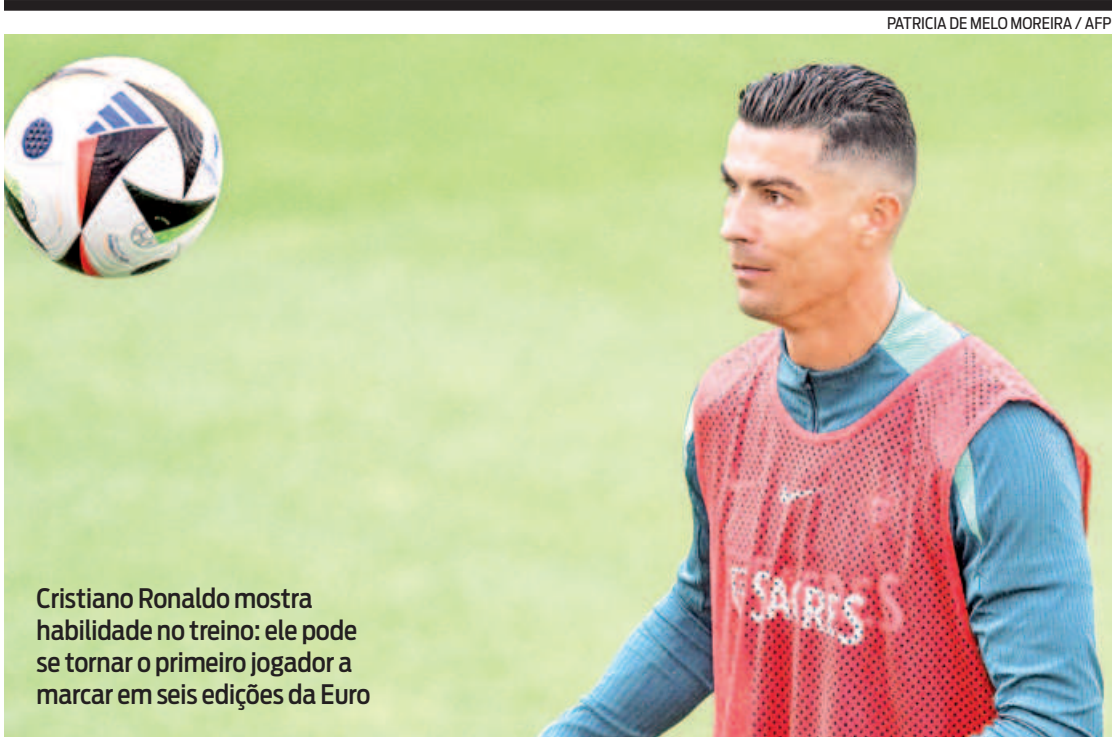 PATRICIA DE MELO MOREIRA / AFP
SAGRES
Cristiano Ronaldo mostra
habilidade no treino: ele pode
se tornar o primeiro jogador a
marcar em seis edições da Euro